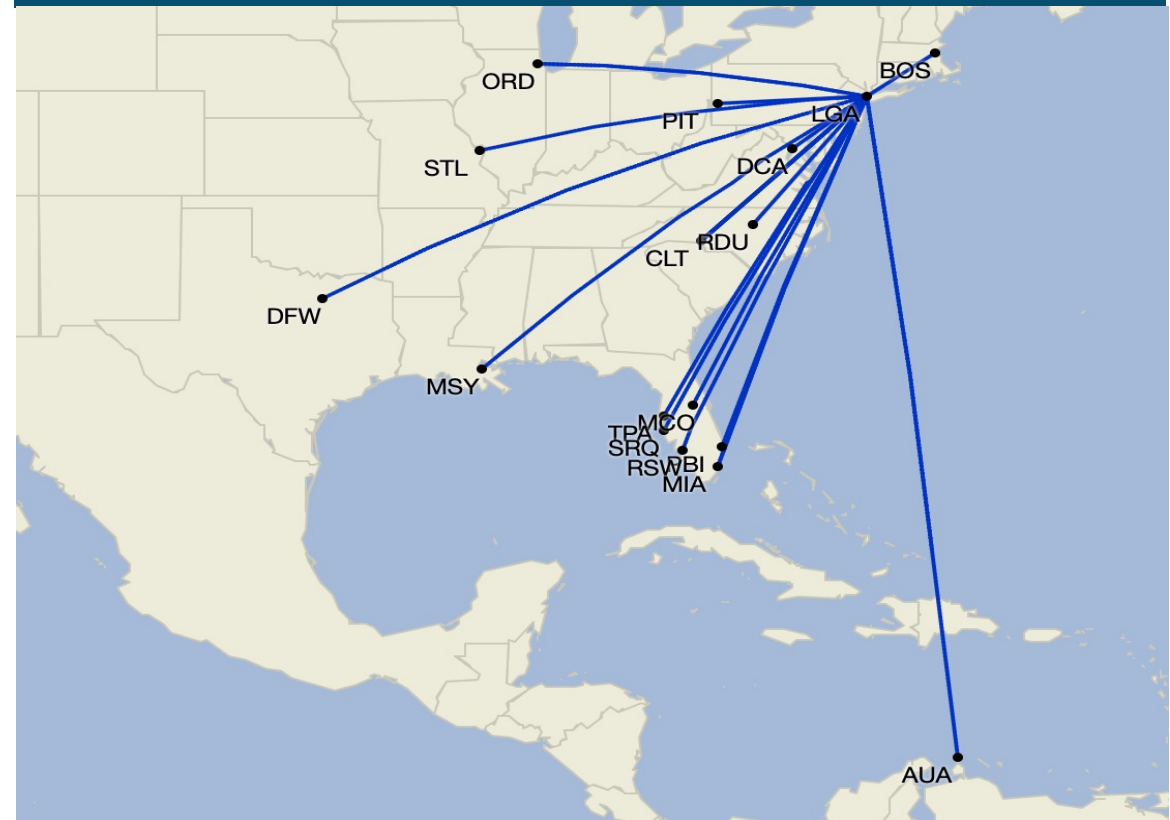 BOS
ORD
LGA
PIT
DCA
STL
RDU
CLT
DFW
MSY
MCO
TPA
SRQ
PBI
RSW
MIA
AUA